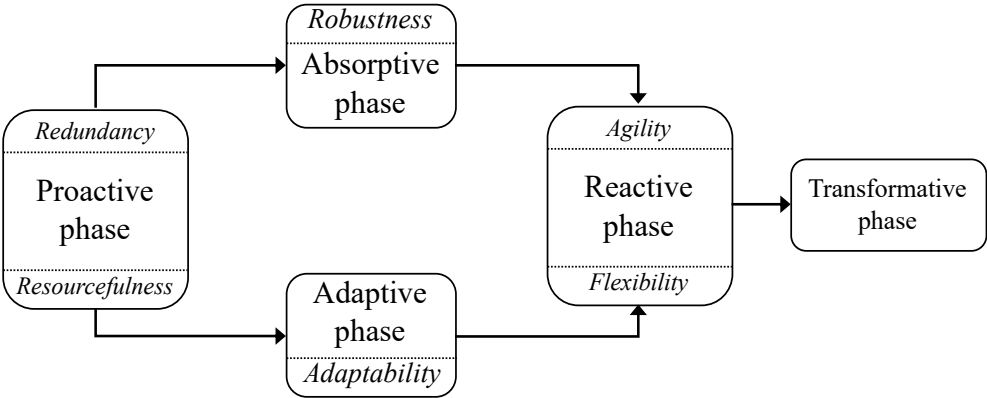 Robustness
Absorptive
phase
Redundancy
Proactive
phase
Resourcefulness
Adaptive
phase
Adaptability
Agility
Reactive
phase
Flexibility
Transformative
phase